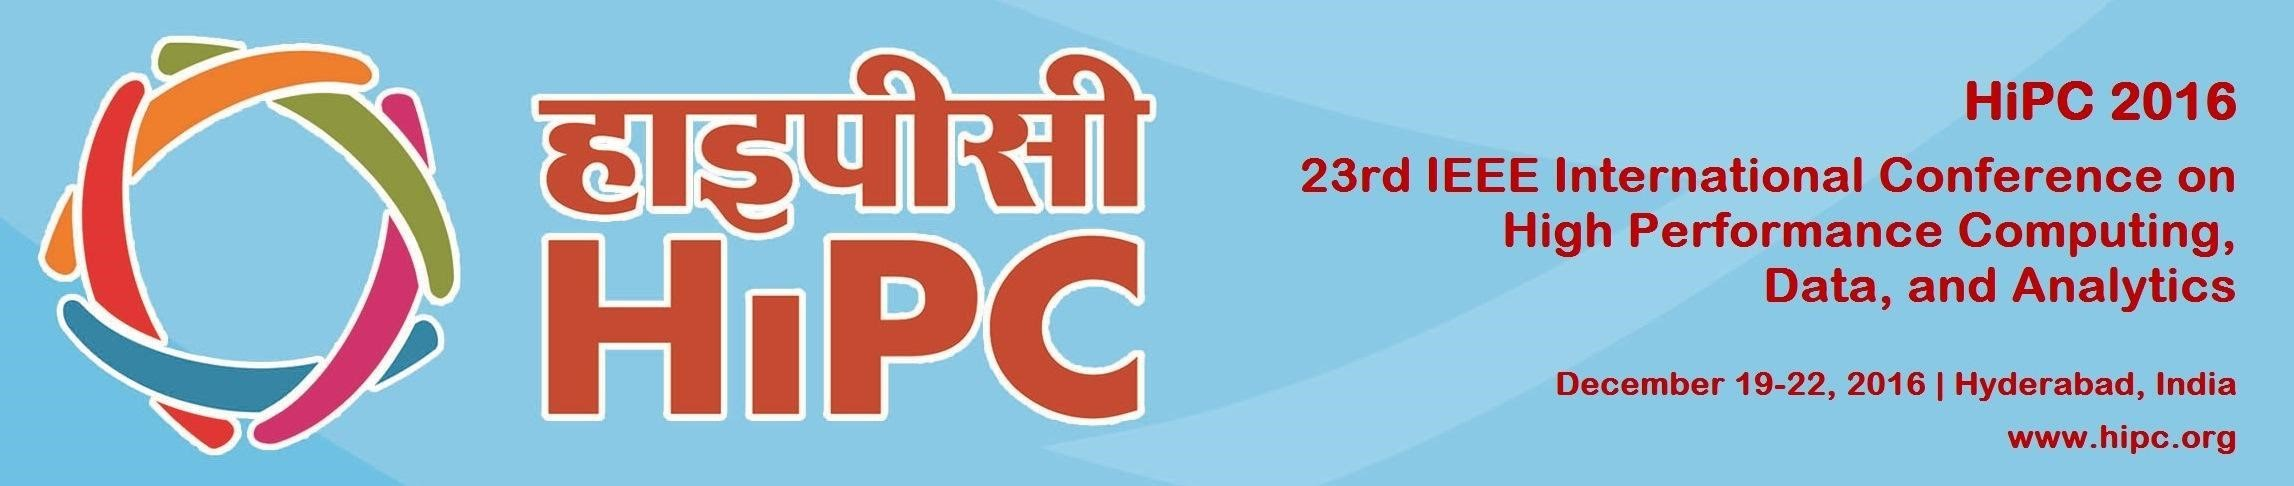 हाइपीसी
HiPC
HiPC 2016
23rd IEEE International Conference on
High Performance Computing,
Data, and Analytics
December 19-22, 2016 | Hyderabad, India
www.hipc.org